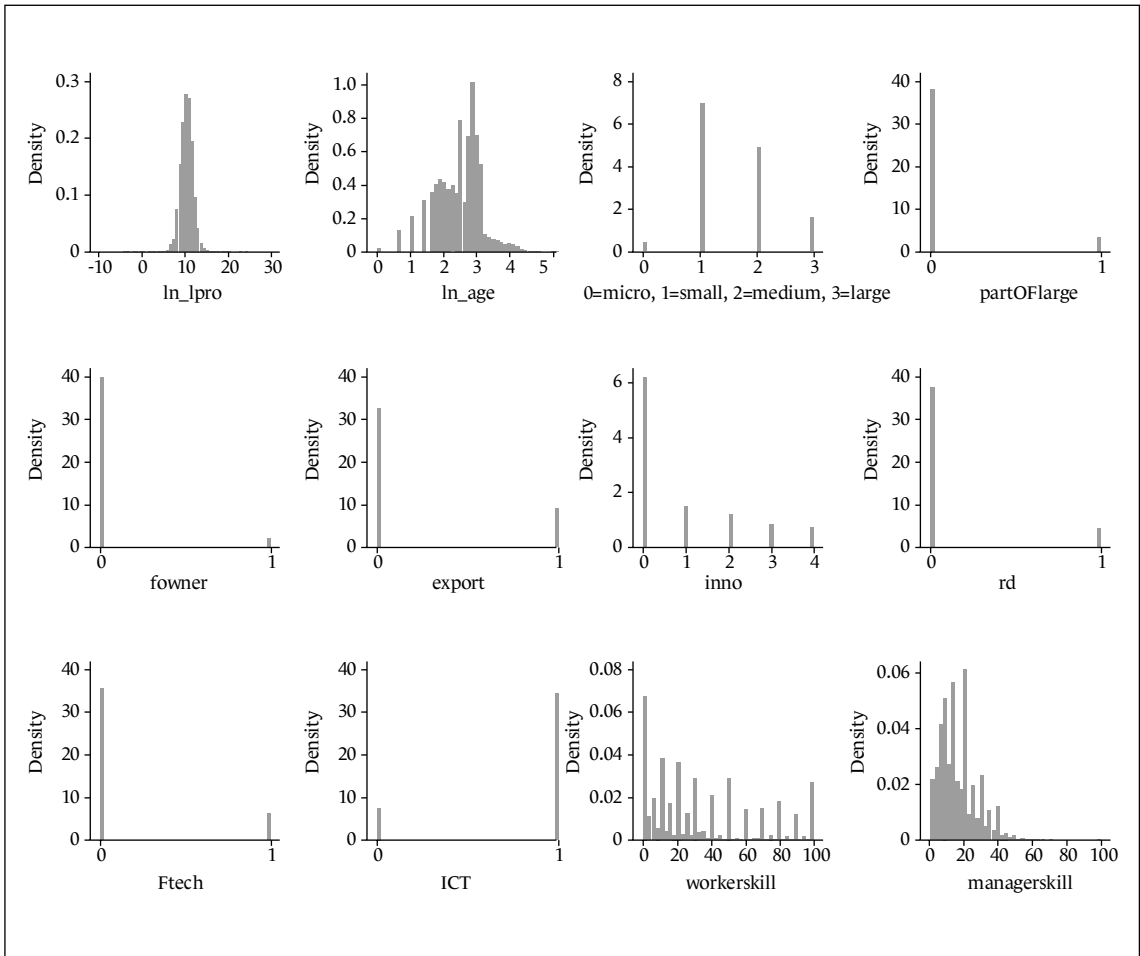 0.3
0.2
0.1
0
Density
-10 0 10 20 30
ln_lpro
1.0
0.8
0.6
0.4
0.2
0
Density
0 1 2 3 4 5
ln_age
8
6
4
2
0
Density
0 1 2 3
0=micro, 1=small, 2=medium, 3=large
40
30
20
10
0
Density
0 1
partOFlarge
40
30
20
10
0
Density
0 1
fowner
40
30
20
10
0
Density
0 1
export
6
4
2
0
Density
0 1 2 3 4
inno
40
30
20
10
0
Density
0 1
rd
40
30
20
10
0
Density
0 1
Ftech
40
30
20
10
0
Density
0 1
ICT
0.08
0.06
0.04
0.02
0
Density
0 20 40 60 80 100
workerskill
0.06
0.04
0.02
0
Density
0 20 40 60 80 100
managerskill